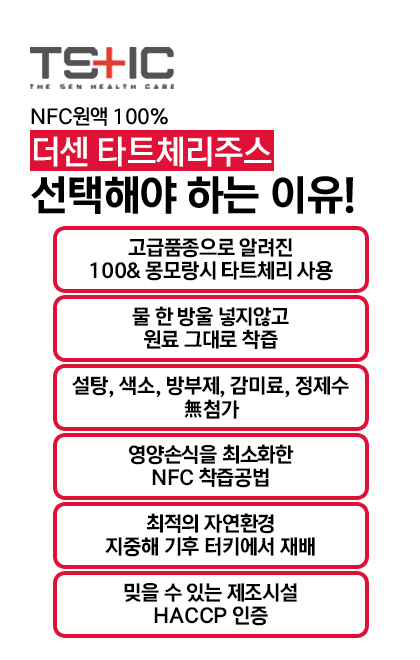 TS+IC
THE SEN HEALTH CARE
NFC원액 100%
더센 타트체리주스
선택해야 하는 이유!
고급품종으로 알려진
100& 몽모랑시 타트체리 사용
물 한 방울 넣지않고
원료 그대로 착즙
설탕, 색소, 방부제, 감미료, 정제수
無첨가
영양손식을 최소화한
NFC 착즙공법
최적의 자연환경
지중해 기후 터키에서 재배
밎을 수 있는 제조시설
HACCP 인증